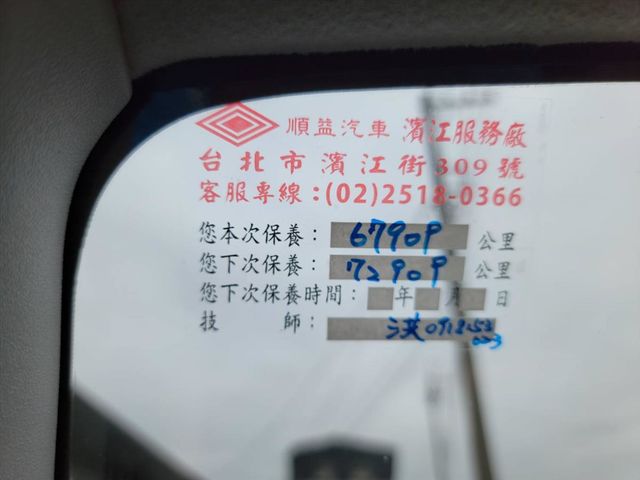 順益汽車 濱江服務廠
台北市濱江街309號
客服專線：(02)2518-0366
您本次保養： 67909 公里
您下次保養： 72909 公里
您下次保養時間： 年 月 日
技 師：